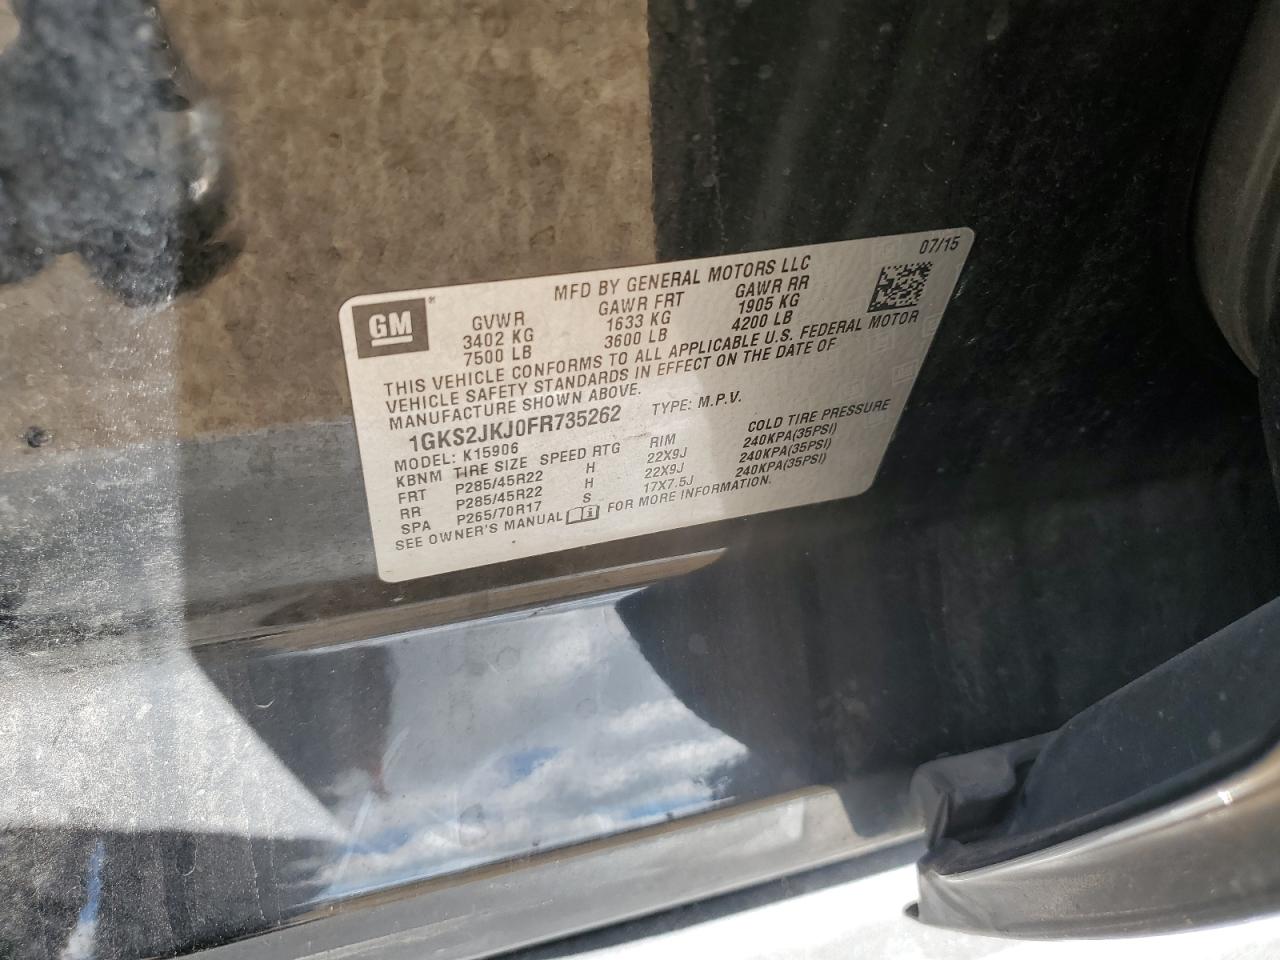 07/15
MFD BY GENERAL MOTORS LLC
GM®
GVWR GAWR FRT GAWR RR
3402 KG 1633 KG 1905 KG
7500 LB 3600 LB 4200 LB
THIS VEHICLE CONFORMS TO ALL APPLICABLE U.S. FEDERAL MOTOR
VEHICLE SAFETY STANDARDS IN EFFECT ON THE DATE OF
MANUFACTURE SHOWN ABOVE.
1GKS2JKJ0FR735262 TYPE: M.P.V.
MODEL: K15906
KBNM TIRE SIZE SPEED RTG RIM COLD TIRE PRESSURE
FRT P285/45R22 H 22X9J 240KPA(35PSI)
RR P285/45R22 H 22X9J 240KPA(35PSI)
SPA P265/70R17 S 17X7.5J 240KPA(35PSI)
SEE OWNER'S MANUAL FOR MORE INFORMATION.